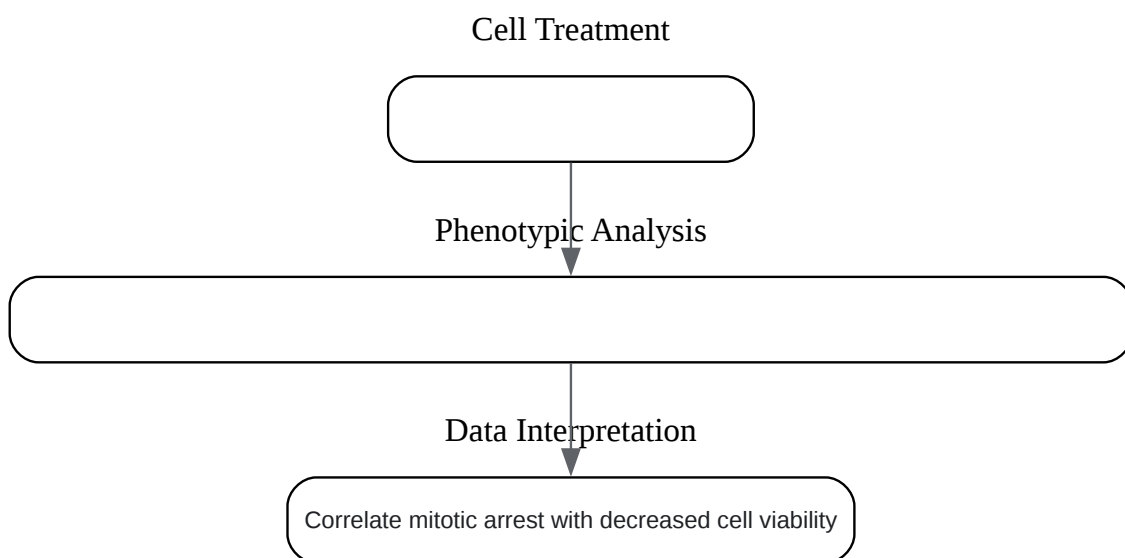 Cell Treatment
Phenotypic Analysis
Data Interpretation
Correlate mitotic arrest with decreased cell viability